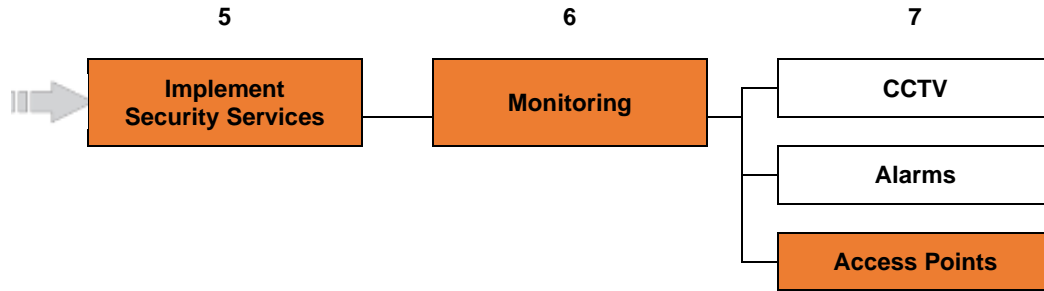 5
6
7
Implement
Security Services
Monitoring
CCTV
Alarms
Access Points